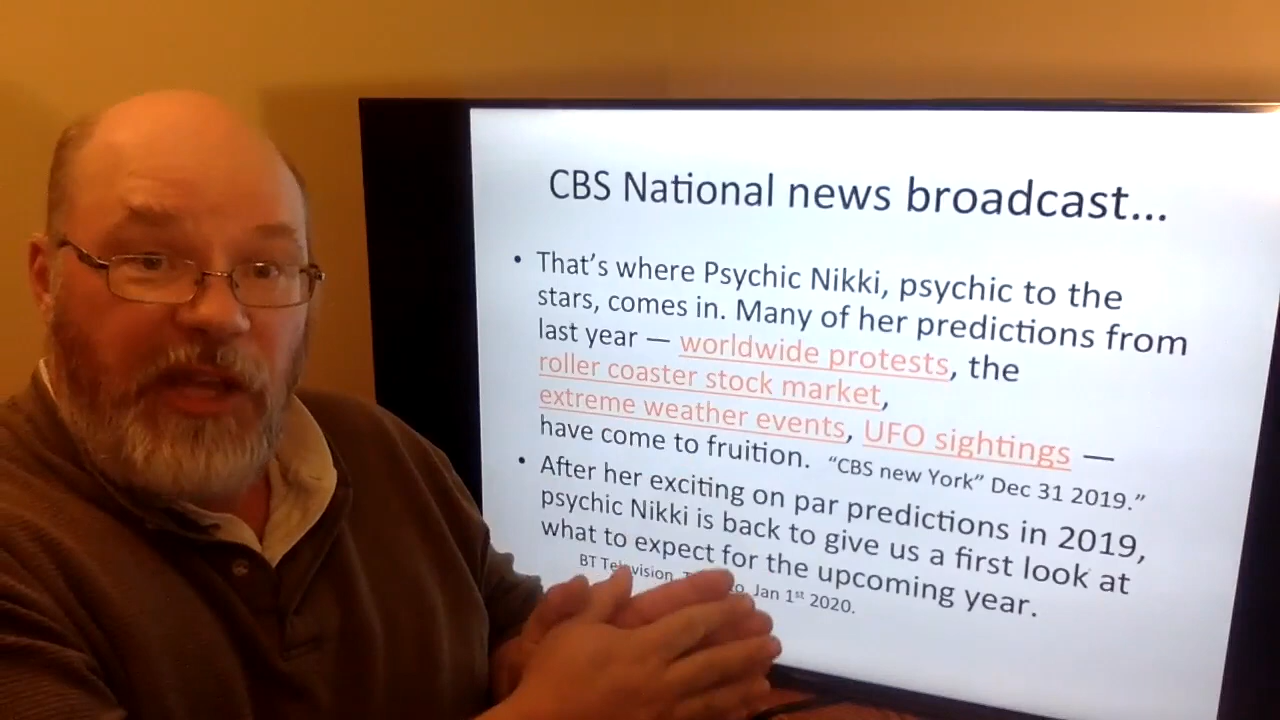 CBS National news broadcast...
• That's where Psychic Nikki, psychic to the
stars, comes in. Many of her predictions from
last year — worldwide protests, the
roller coaster stock market,
extreme weather events, UFO sightings —
have come to fruition. "CBS new York" Dec 31 2019."
• After her exciting on par predictions in 2019,
psychic Nikki is back to give us a first look at
what to expect for the upcoming year.
BT Television, Jan 1st 2020.